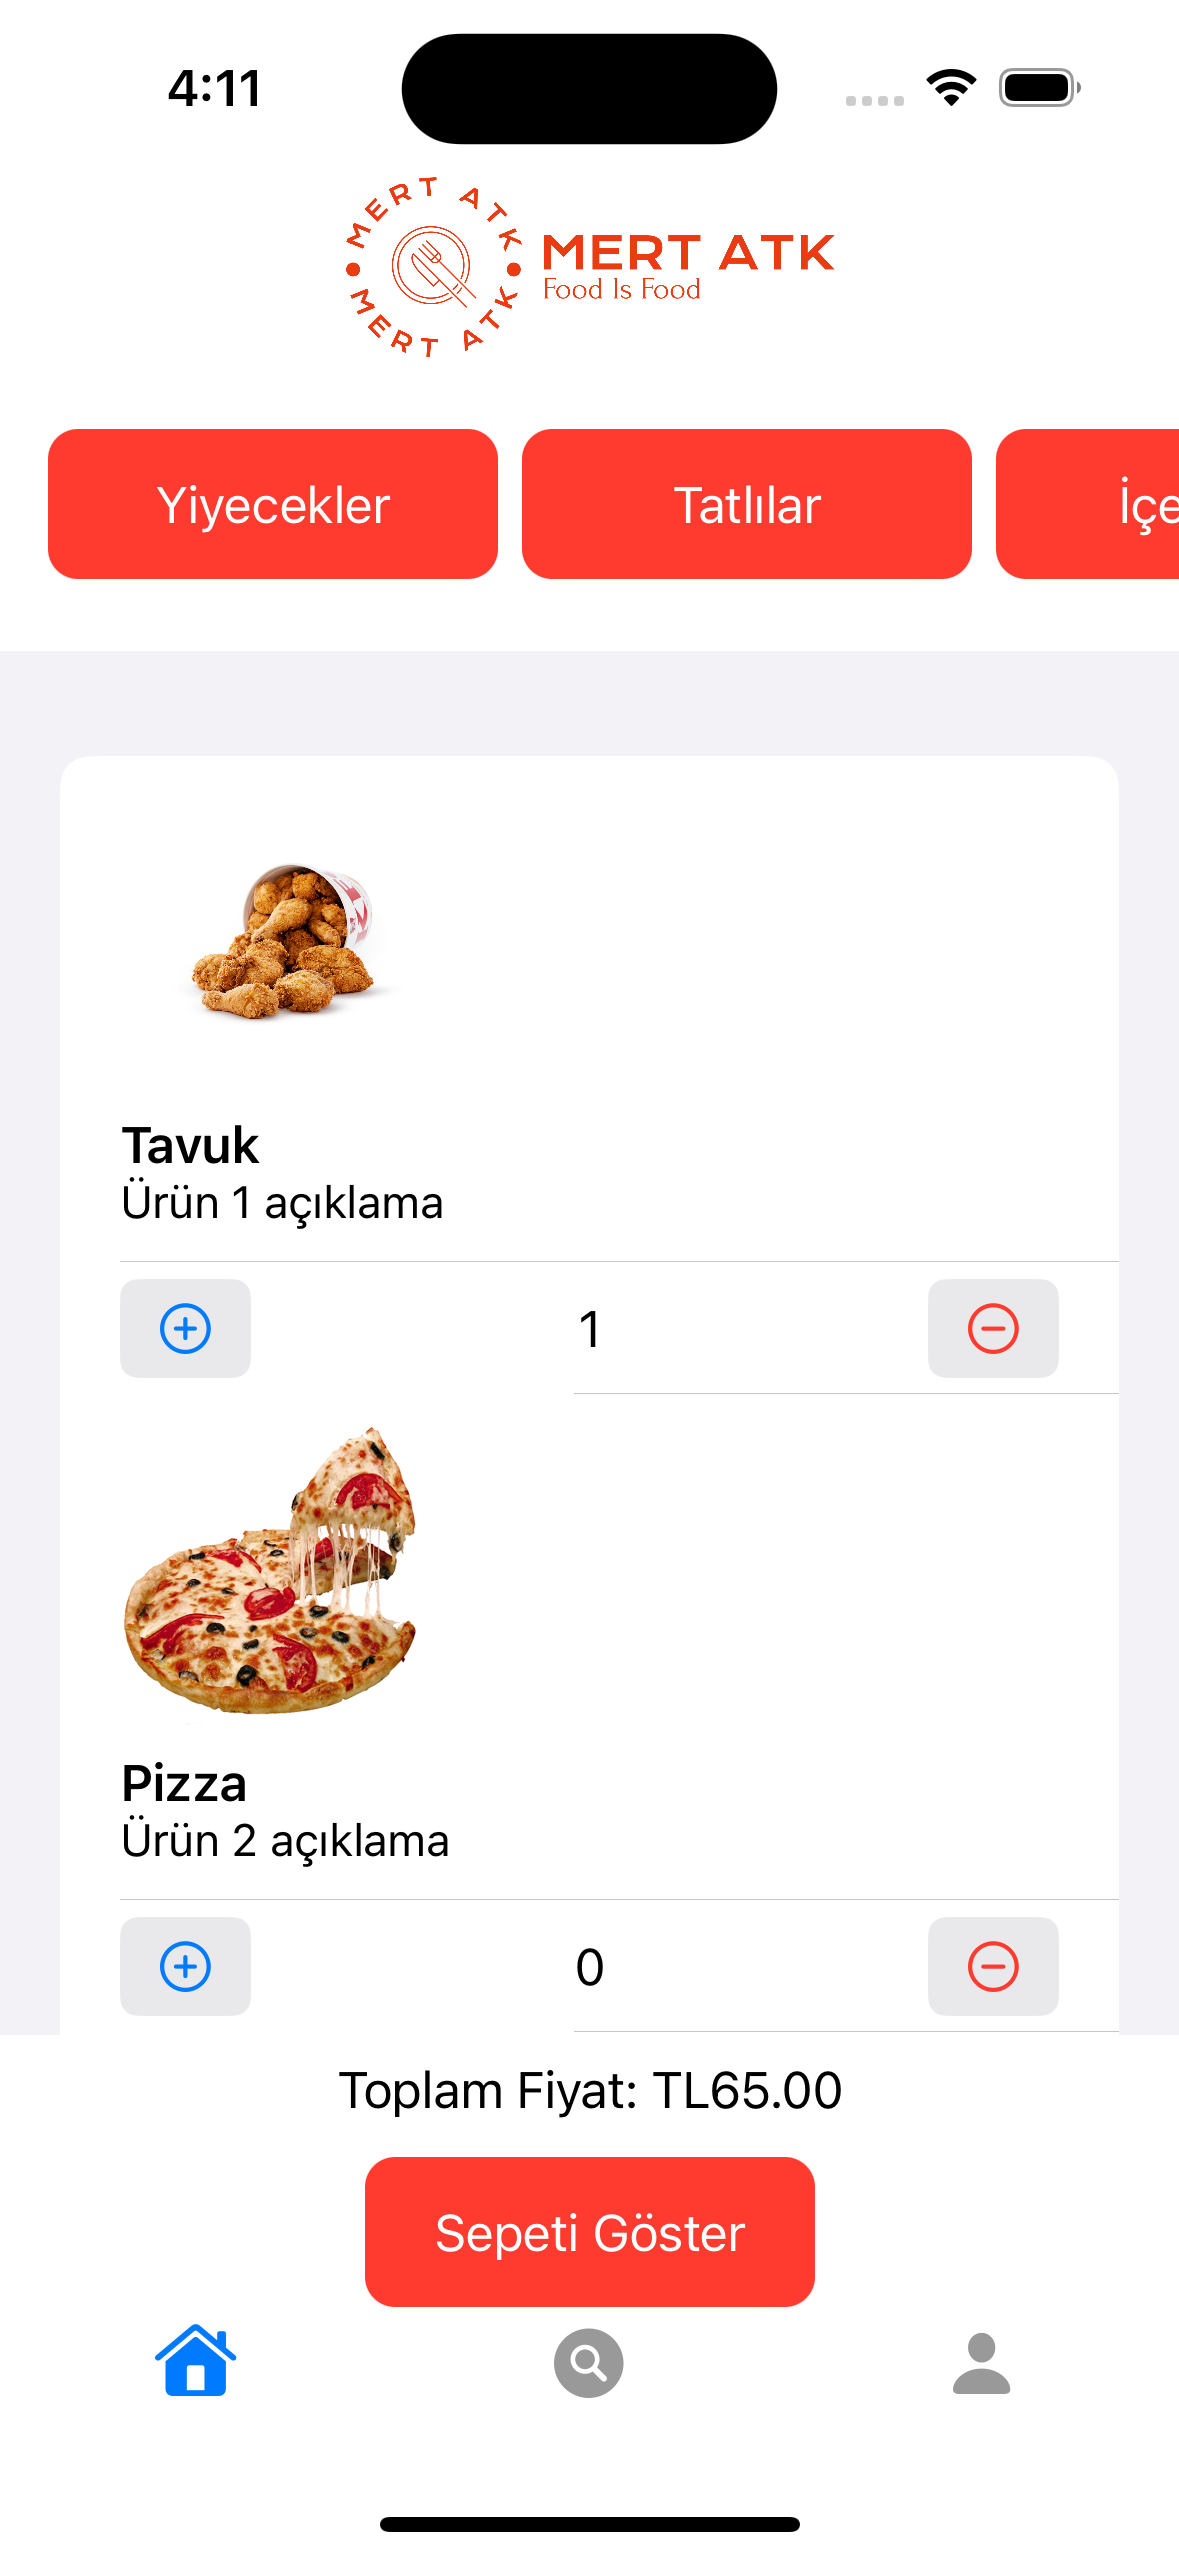 4:11
MERT ATK
MERT ATK
MERT ATK
Food Is Food
Yiyecekler
Tatlılar
İçe
Tavuk
Ürün 1 açıklama
1
Pizza
Ürün 2 açıklama
0
Toplam Fiyat: TL65.00
Sepeti Göster